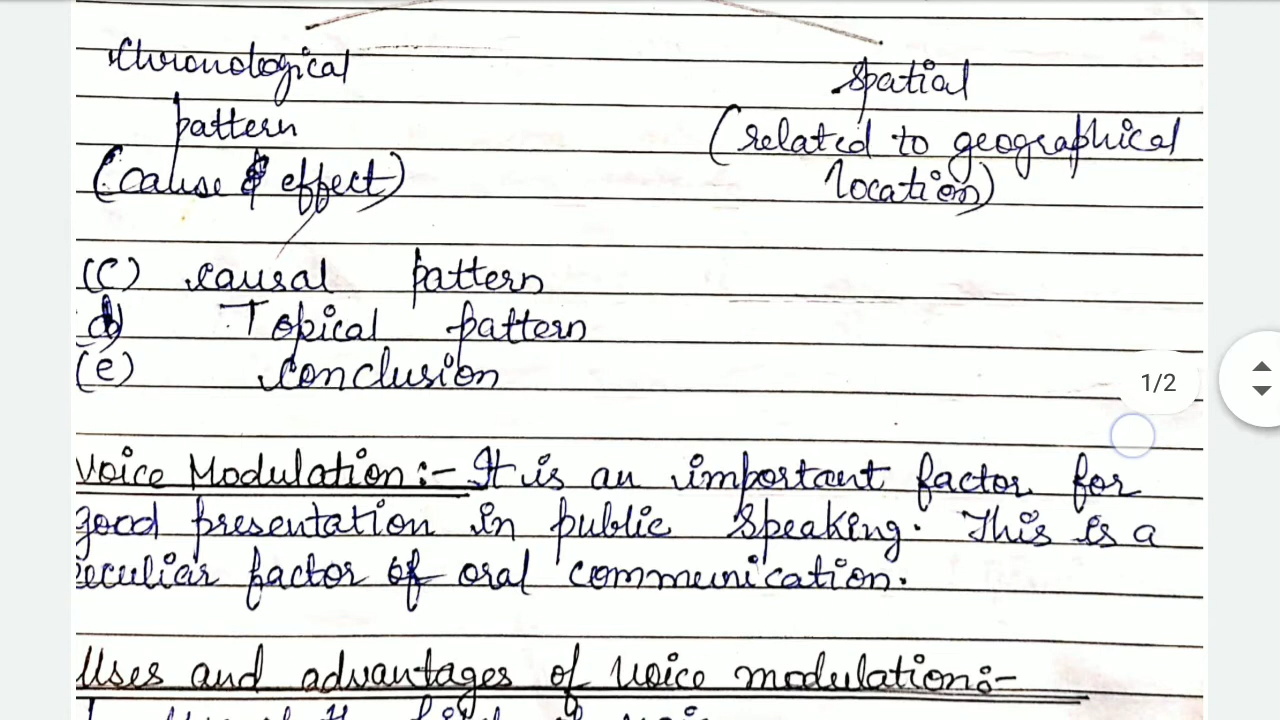 Chronological
pattern
(cause & effect)
Spatial
(related to geographical
location)
(C) causal pattern
(d) Topical pattern
(e) conclusion
1/2
Voice Modulation:- It is an important factor for
good presentation in public speaking. This is a
peculiar factor of oral communication.
Uses and advantages of voice modulation:-